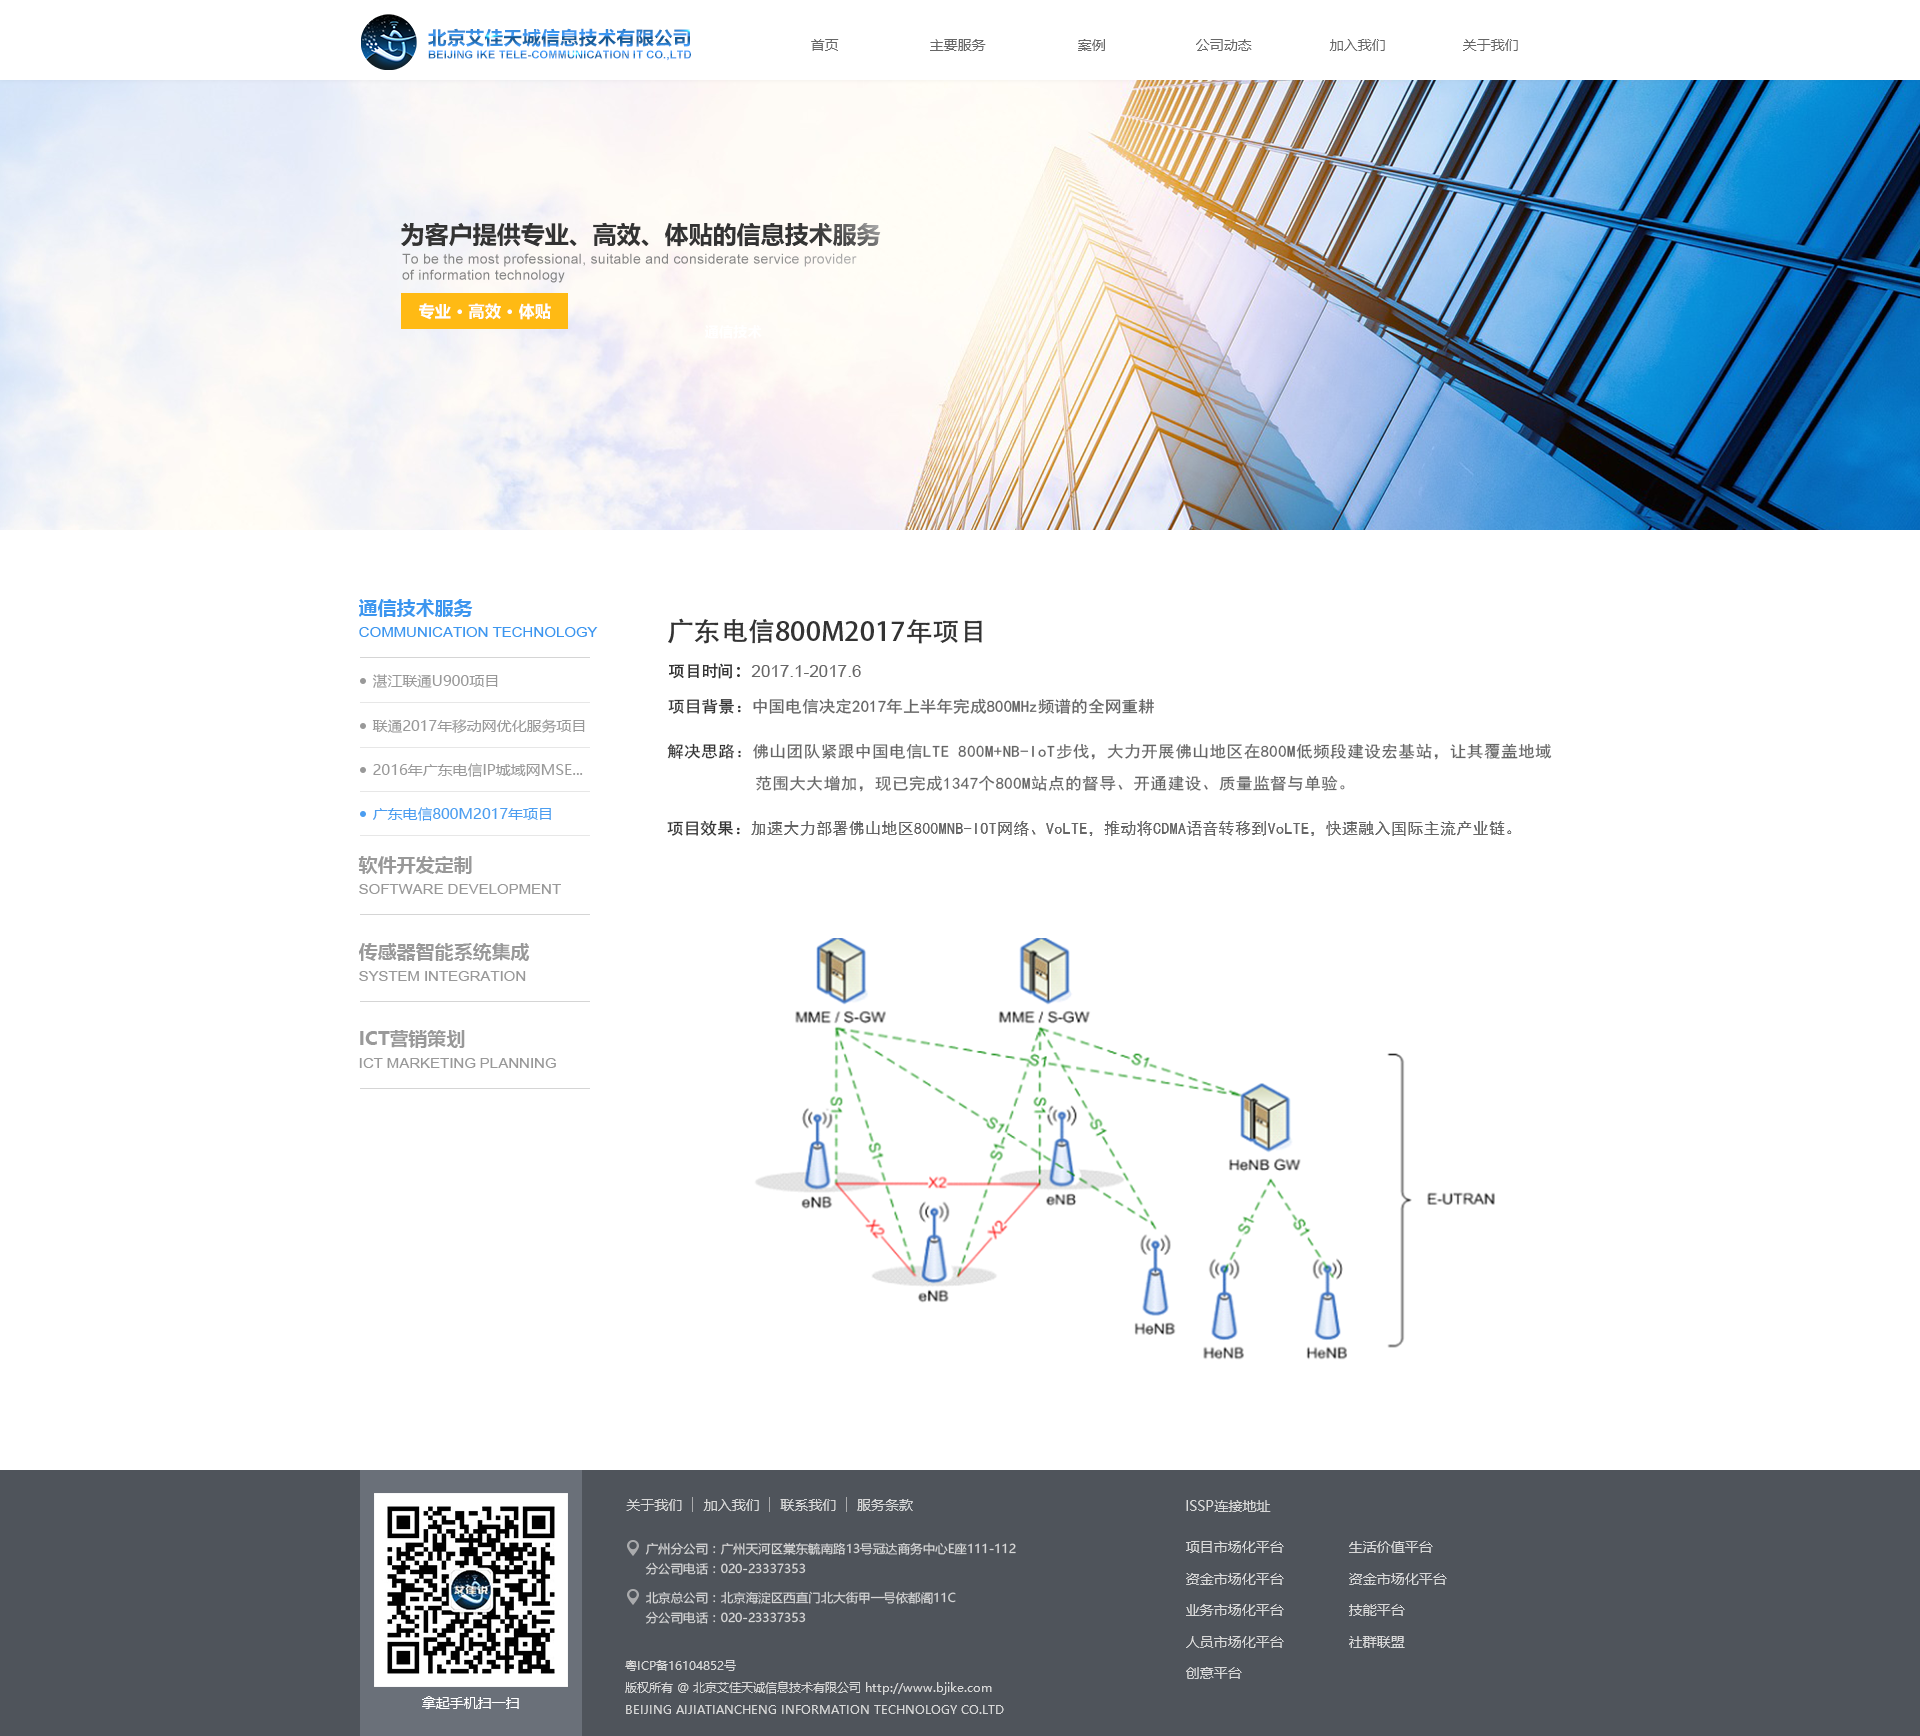 北京艾佳天诚信息技术有限公司
BEIJING IKE TELE-COMMUNICATION IT CO.,LTD
首页 主要服务 案例 公司动态 加入我们 关于我们
为客户提供专业、高效、体贴的信息技术服务
To be the most professional, suitable and considerate service provider
of information technology
专业·高效·体贴
通信技术服务
COMMUNICATION TECHNOLOGY
湛江联通U900项目
联通2017年移动网优化服务项目
2016年广东电信IP城域网MSE...
广东电信800M2017年项目
软件开发定制
SOFTWARE DEVELOPMENT
传感器智能系统集成
SYSTEM INTEGRATION
ICT营销策划
ICT MARKETING PLANNING
广东电信800M2017年项目
项目时间：2017.1-2017.6
项目背景：中国电信决定2017年上半年完成800MHz频谱的全网重耕
解决思路：佛山团队紧跟中国电信LTE 800M+NB-IoT步伐，大力开展佛山地区在800M低频段建设宏基站，让其覆盖地域
范围大大增加，现已完成1347个800M站点的督导、开通建设、质量监督与单验。
项目效果：加速大力部署佛山地区800MNB-IOT网络、VoLTE，推动将CDMA语音转移到VoLTE，快速融入国际主流产业链。
MME / S-GW
MME / S-GW
S1
S1
S1
S1
S1
S1
S1
S1
HeNB GW
X2
eNB
eNB
E-UTRAN
X2
X2
S1
S1
eNB
HeNB
HeNB
HeNB
艾佳说
拿起手机扫一扫
关于我们 | 加入我们 | 联系我们 | 服务条款
广州分公司：广州天河区棠东毓南路13号冠达商务中心E座111-112
分公司电话：020-23337353
北京总公司：北京海淀区西直门北大街甲一号依都阁11C
分公司电话：020-23337353
粤ICP备16104852号
版权所有 @ 北京艾佳天诚信息技术有限公司 http://www.bjike.com
BEIJING AIJIATIANCHENG INFORMATION TECHNOLOGY CO.LTD
ISSP连接地址
项目市场化平台 生活价值平台
资金市场化平台 资金市场化平台
业务市场化平台 技能平台
人员市场化平台 社群联盟
创意平台